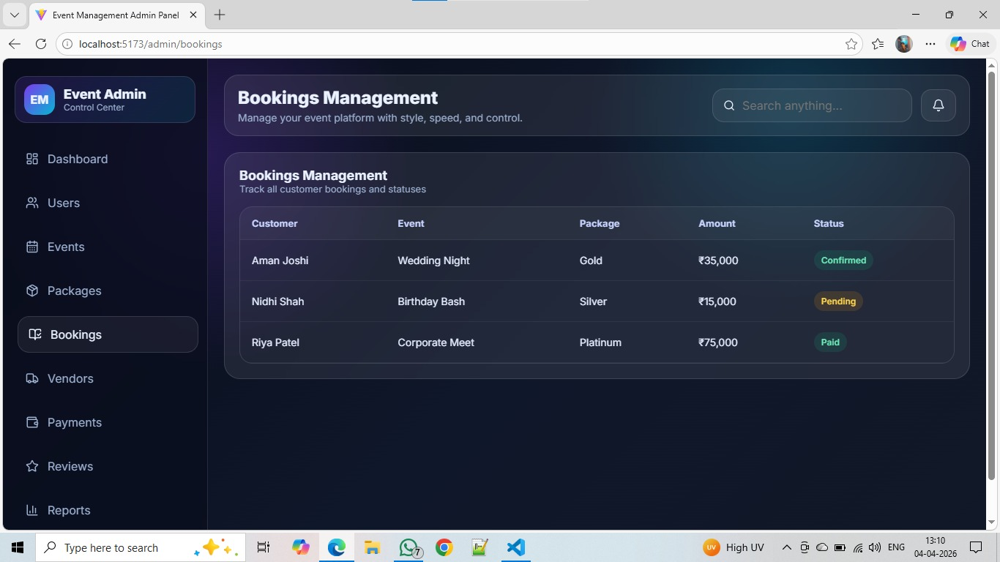 Event Management Admin Panel
localhost:5173/admin/bookings
Chat
EM
Event Admin
Control Center
Dashboard
Users
Events
Packages
Bookings
Vendors
Payments
Reviews
Reports
Bookings Management
Manage your event platform with style, speed, and control.
Search anything...
Bookings Management
Track all customer bookings and statuses
Customer Event Package Amount Status
Aman Joshi Wedding Night Gold ₹35,000 Confirmed
Nidhi Shah Birthday Bash Silver ₹15,000 Pending
Riya Patel Corporate Meet Platinum ₹75,000 Paid
Type here to search
7
UV
High UV
ENG
13:10
04-04-2026